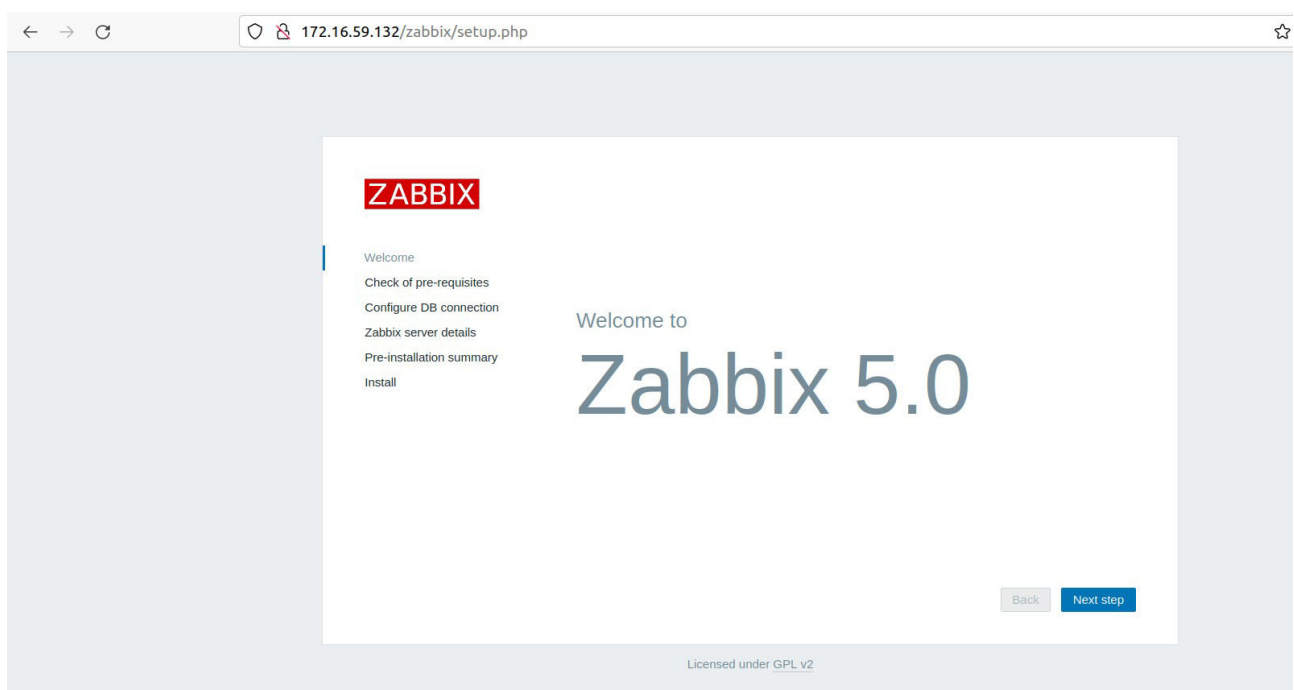 172.16.59.132/zabbix/setup.php
ZABBIX
Welcome
Check of pre-requisites
Configure DB connection
Zabbix server details
Pre-installation summary
Install
Welcome to
Zabbix 5.0
Back Next step
Licensed under GPL v2